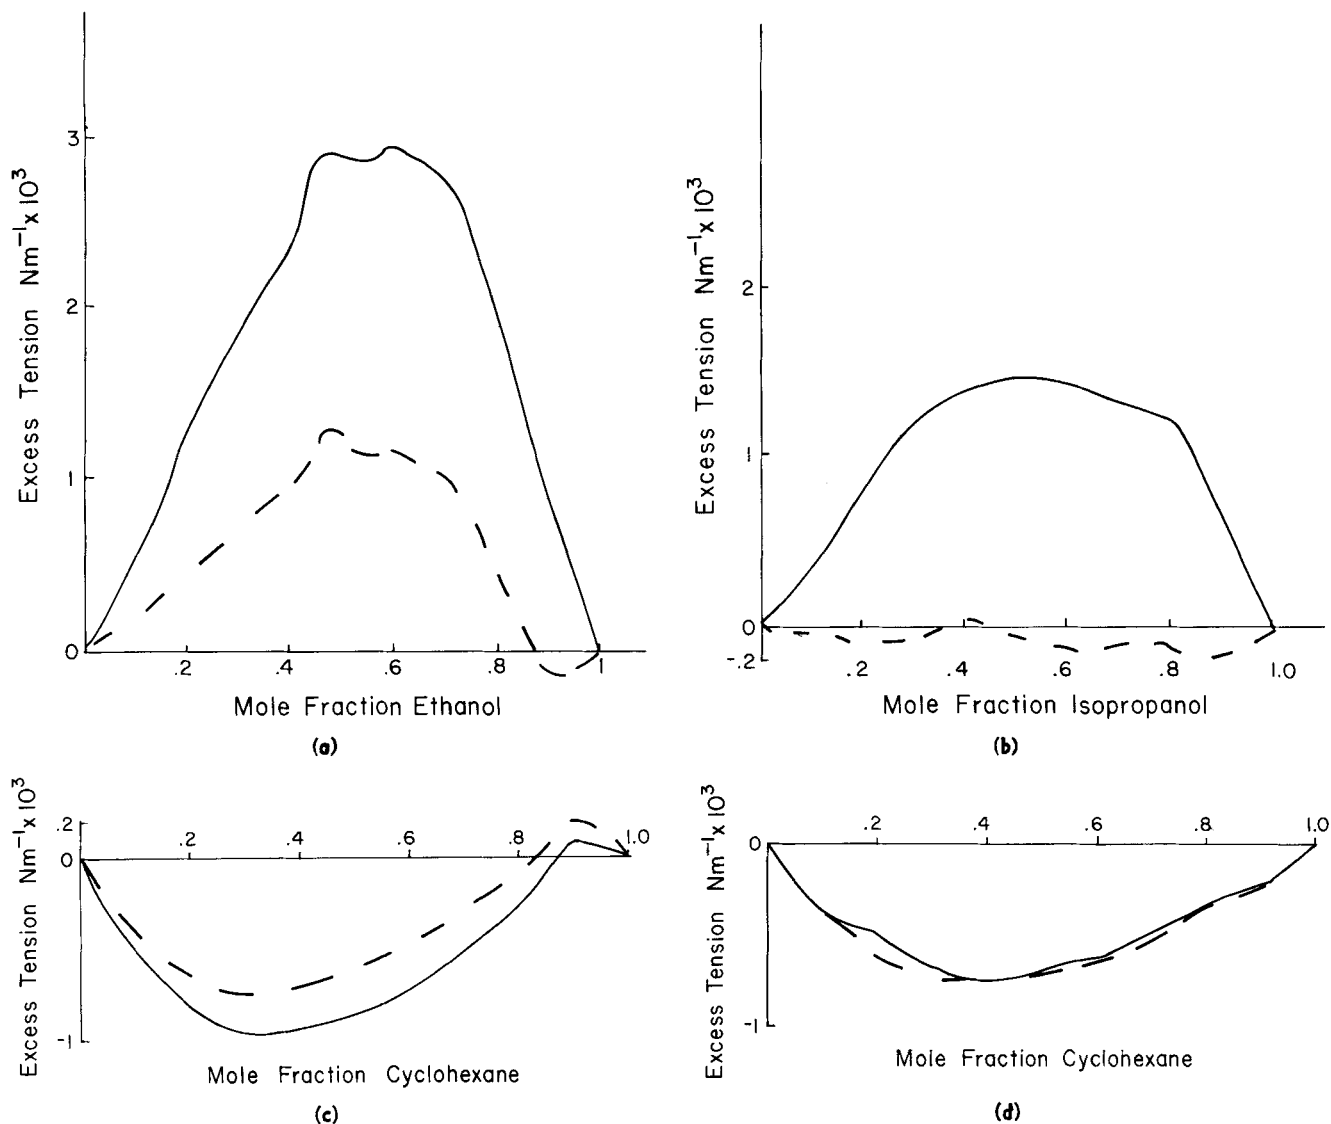 Excess Tension Nm⁻¹x 10³
3
2
1
0
.2 .4 .6 .8 1
Mole Fraction Ethanol
(a)
Excess Tension Nm⁻¹x 10³
2
1
0
-.2
.2 .4 .6 .8 1.0
Mole Fraction Isopropanol
(b)
Excess Tension Nm⁻¹x 10³
.2
0
-1
.2 .4 .6 .8 1.0
Mole Fraction Cyclohexane
(c)
Excess Tension Nm⁻¹x 10³
0
-1
.2 .4 .6 .8 1.0
Mole Fraction Cyclohexane
(d)